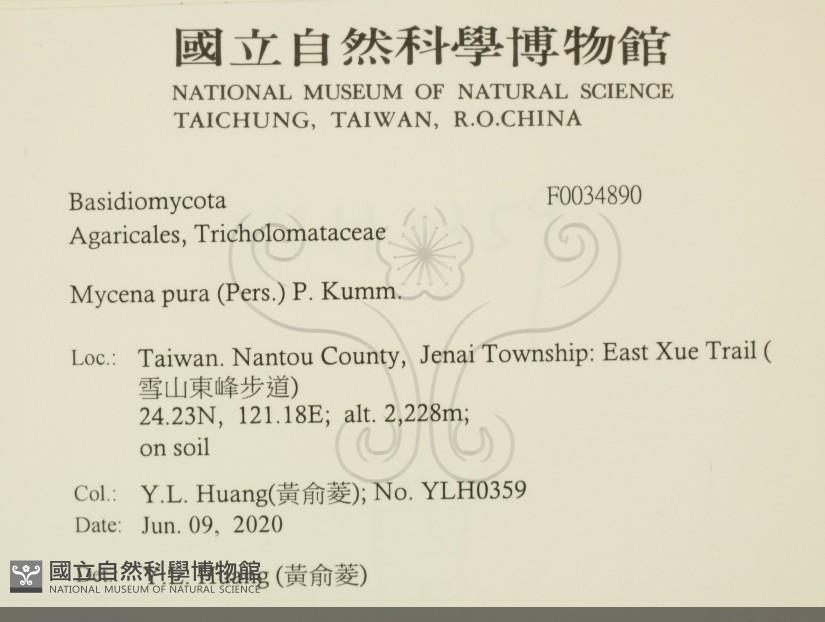 國立自然科學博物館
NATIONAL MUSEUM OF NATURAL SCIENCE
TAICHUNG, TAIWAN, R.O.CHINA
Basidiomycota F0034890
Agaricales, Tricholomataceae
Mycena pura (Pers.) P. Kumm.
Loc.: Taiwan. Nantou County, Jenai Township: East Xue Trail (
雪山東峰步道)
24.23N, 121.18E; alt. 2,228m;
on soil
Col.: Y.L. Huang(黃俞菱); No. YLH0359
Date: Jun. 09, 2020
Det.: Y.L. Huang (黃俞菱)
國立自然科學博物館
NATIONAL MUSEUM OF NATURAL SCIENCE